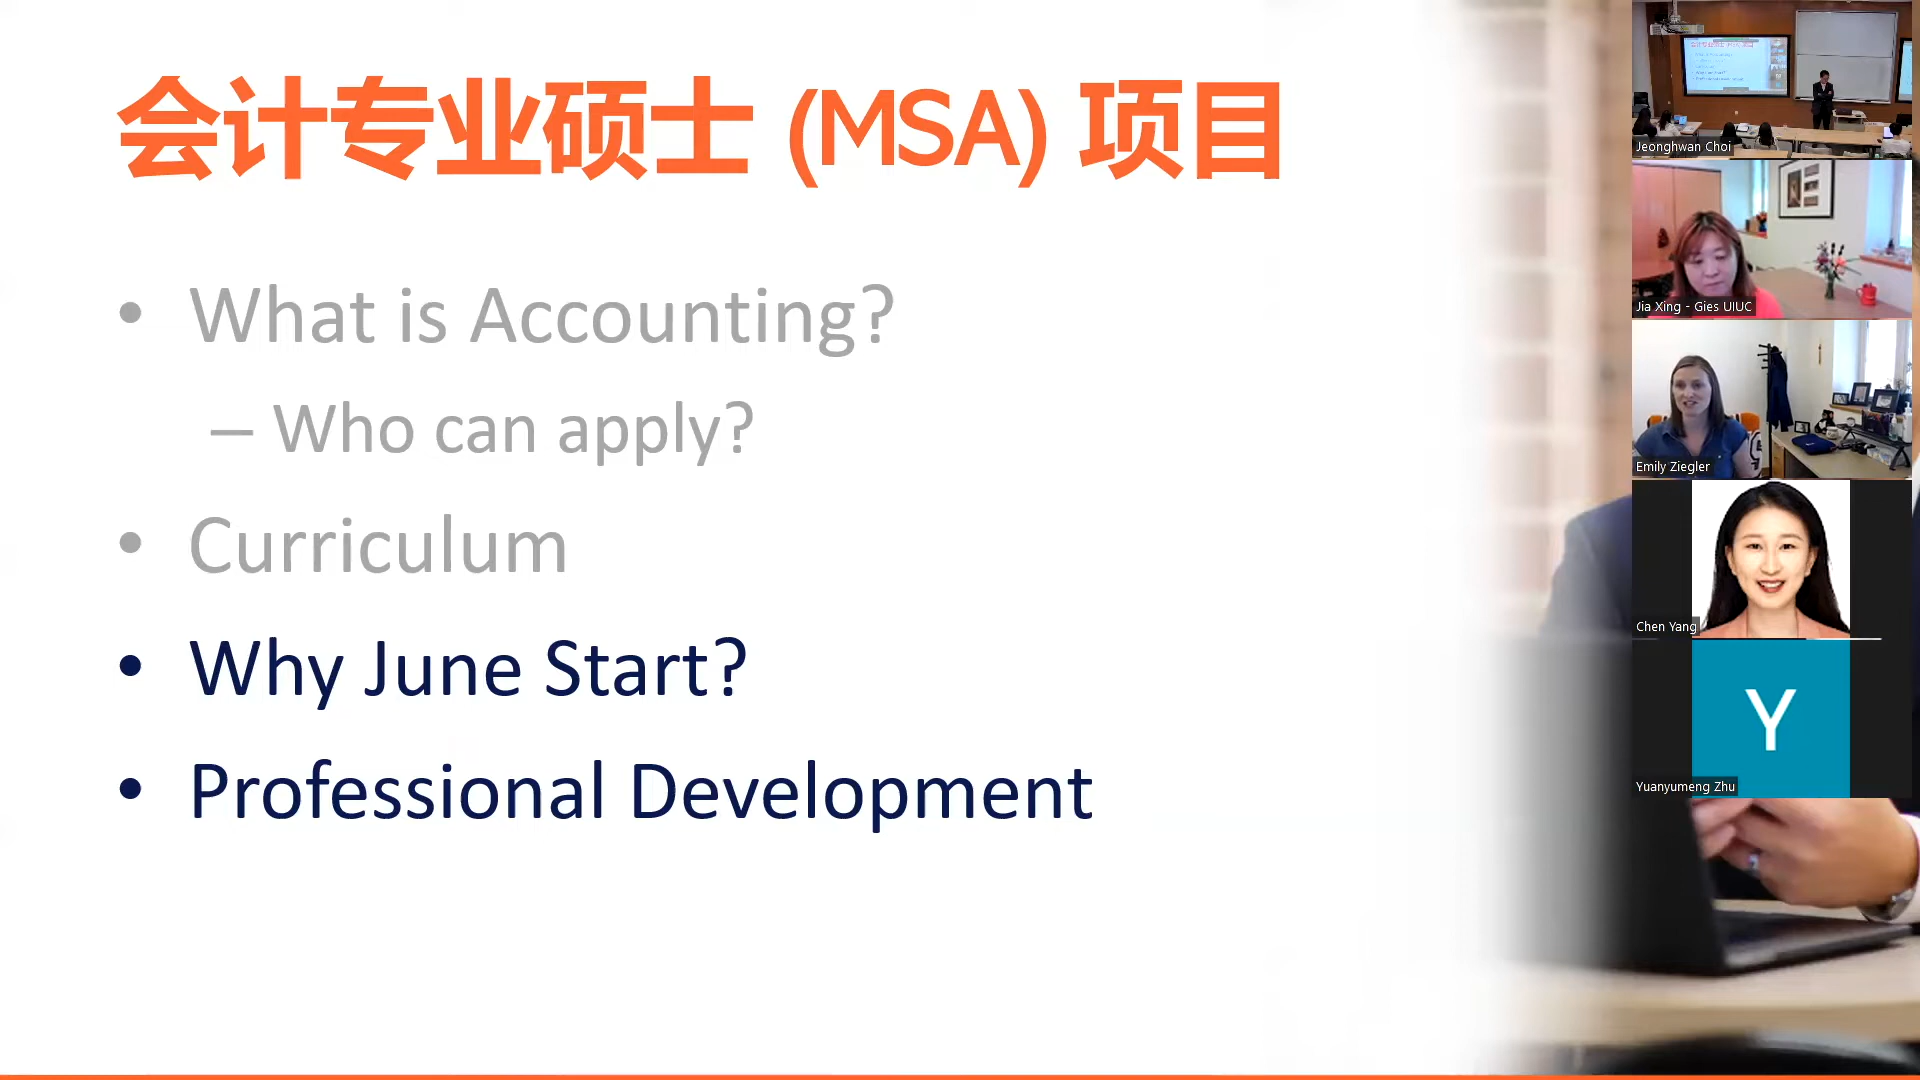 会计专业硕士 (MSA) 项目
• What is Accounting?
– Who can apply?
• Curriculum
• Why June Start?
• Professional Development
Jeonghwan Choi
Jia Xing - Gies UIUC
Emily Ziegler
Chen Yang
Y
Yuanyumeng Zhu